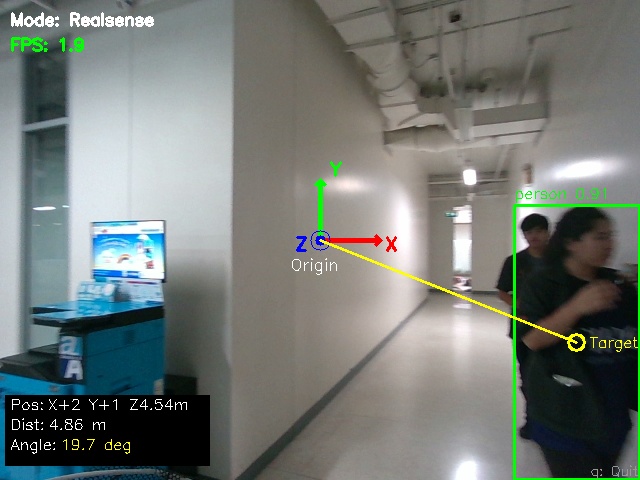 Mode: Realsense
FPS: 1.9
person 0.91
Y
Z
X
Origin
Target
Pos: X+2 Y+1 Z4.54m
Dist: 4.86 m
Angle: 19.7 deg
q: Quit